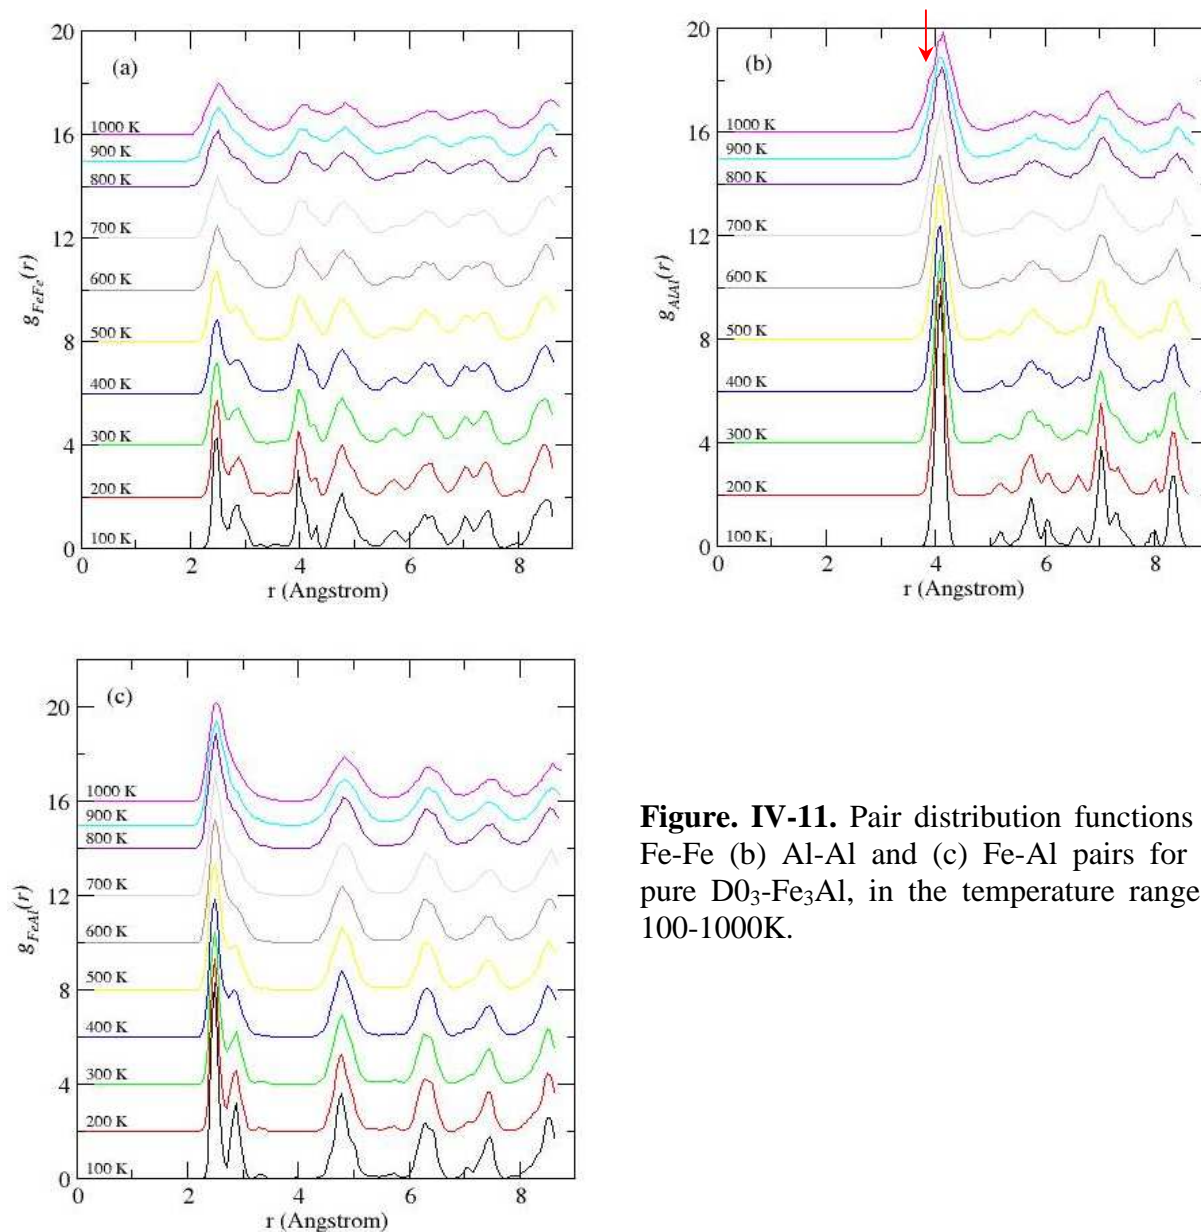 20
(a)
1000 K
16
900 K
800 K
700 K
12
600 K
500 K
8
400 K
300 K
4
200 K
100 K
0
g_FeFe(r)
0 2 4 6 8
r (Angstrom)
20
(b)
1000 K
16
900 K
800 K
700 K
12
600 K
500 K
8
400 K
300 K
4
200 K
100 K
0
g_AlAl(r)
0 2 4 6 8
r (Angstrom)
(c)
20
1000 K
16
900 K
800 K
700 K
12
600 K
500 K
8
400 K
300 K
4
200 K
100 K
0
g_FeAl(r)
0 2 4 6 8
r (Angstrom)
Figure. IV-11. Pair distribution functions
Fe-Fe (b) Al-Al and (c) Fe-Al pairs for
pure D0₃-Fe₃Al, in the temperature range
100-1000K.